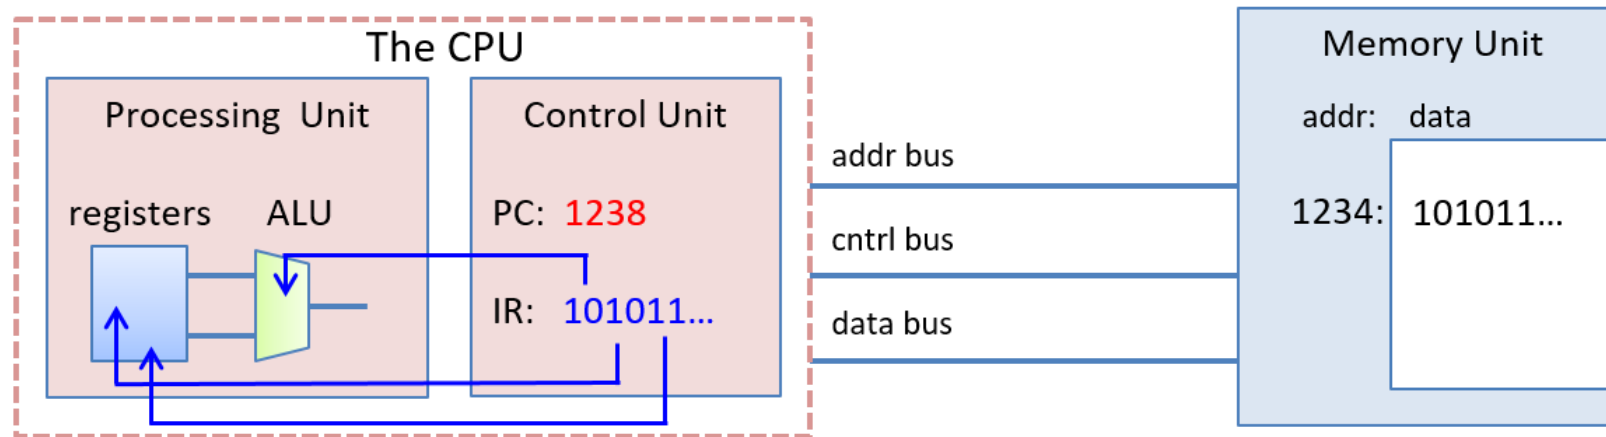 The CPU
Processing Unit
registers
ALU
Control Unit
PC: 1238
IR: 101011...
addr bus
cntrl bus
data bus
Memory Unit
addr: data
1234: 101011...